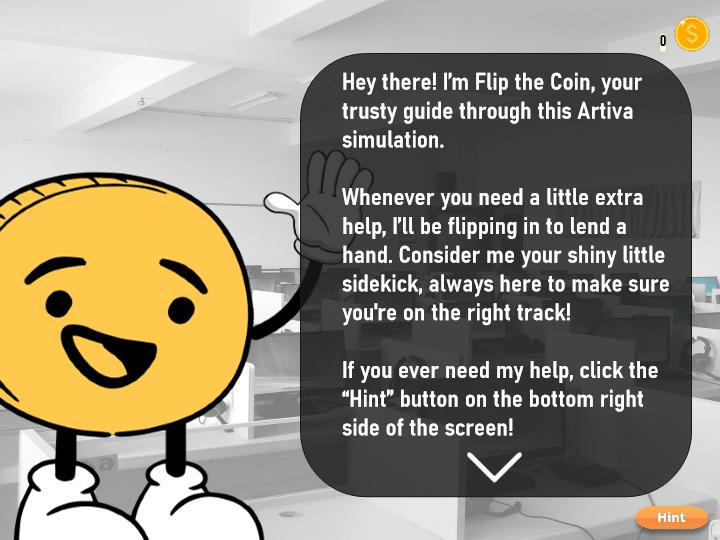 0
Hey there! I’m Flip the Coin, your
trusty guide through this Artiva
simulation.
Whenever you need a little extra
help, I’ll be flipping in to lend a
hand. Consider me your shiny little
sidekick, always here to make sure
you're on the right track!
If you ever need my help, click the
“Hint” button on the bottom right
side of the screen!
Hint